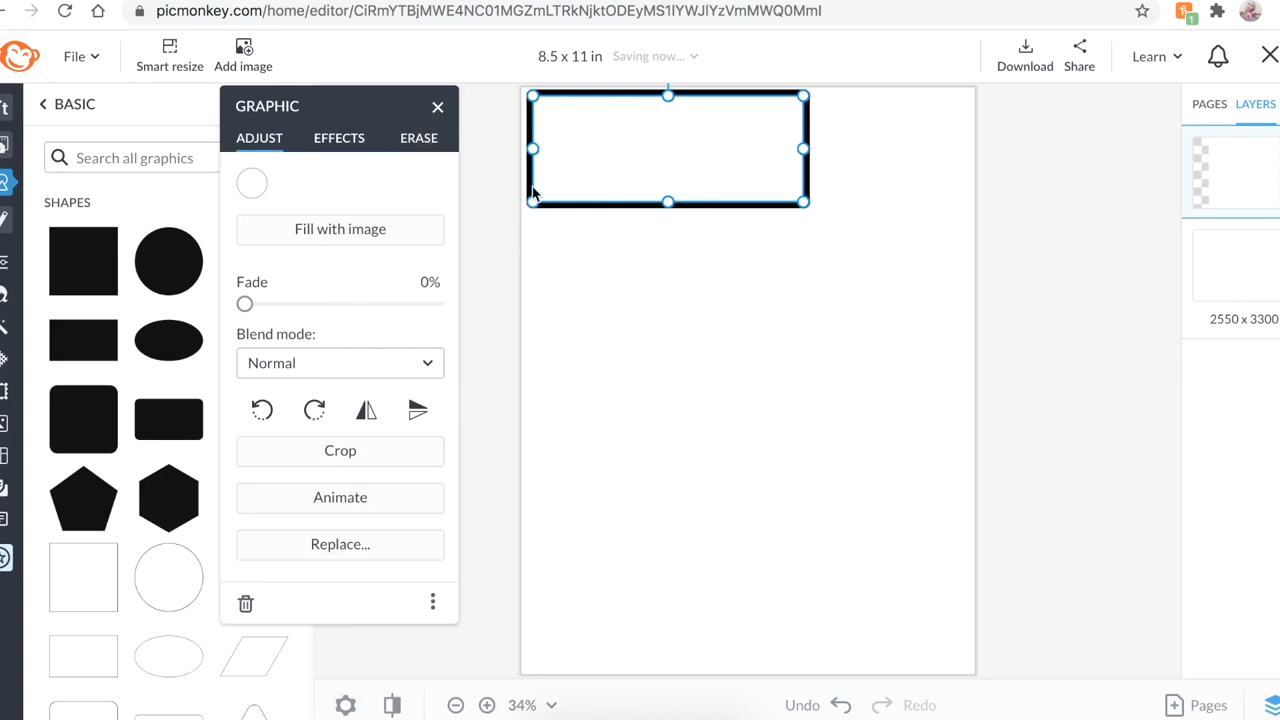 picmonkey.com/home/editor/CiRmYTBjMWE4NC01MGZmLTRkNjktODEyMS1lYWJlYzVmMWQ0MmI
1
File
Smart resize
Add image
8.5 x 11 in Saving now...
Download
Share
Learn
BASIC
Search all graphics
SHAPES
GRAPHIC
ADJUST EFFECTS ERASE
Fill with image
Fade 0%
Blend mode:
Normal
Crop
Animate
Replace...
PAGES LAYERS
2550 x 3300
34%
Undo
Redo
Pages